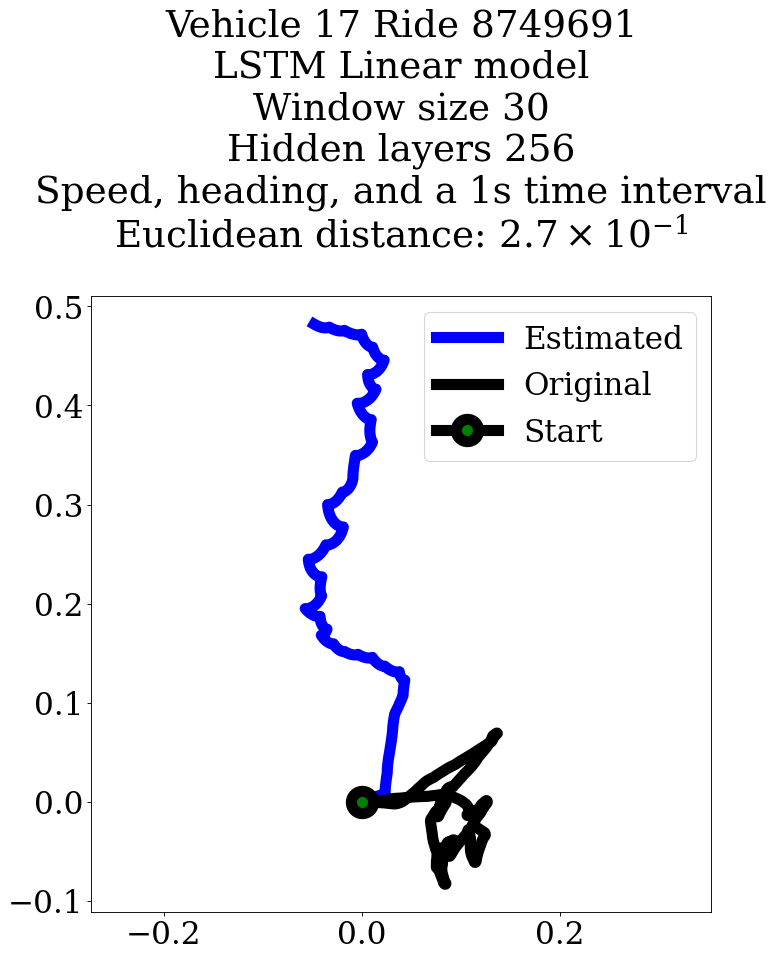 Vehicle 17 Ride 8749691
LSTM Linear model
Window size 30
Hidden layers 256
Speed, heading, and a 1s time interval
Euclidean distance: 2.7 × 10⁻¹
0.5
0.4
0.3
0.2
0.1
0.0
−0.1
−0.2
0.0
0.2
Estimated
Original
Start